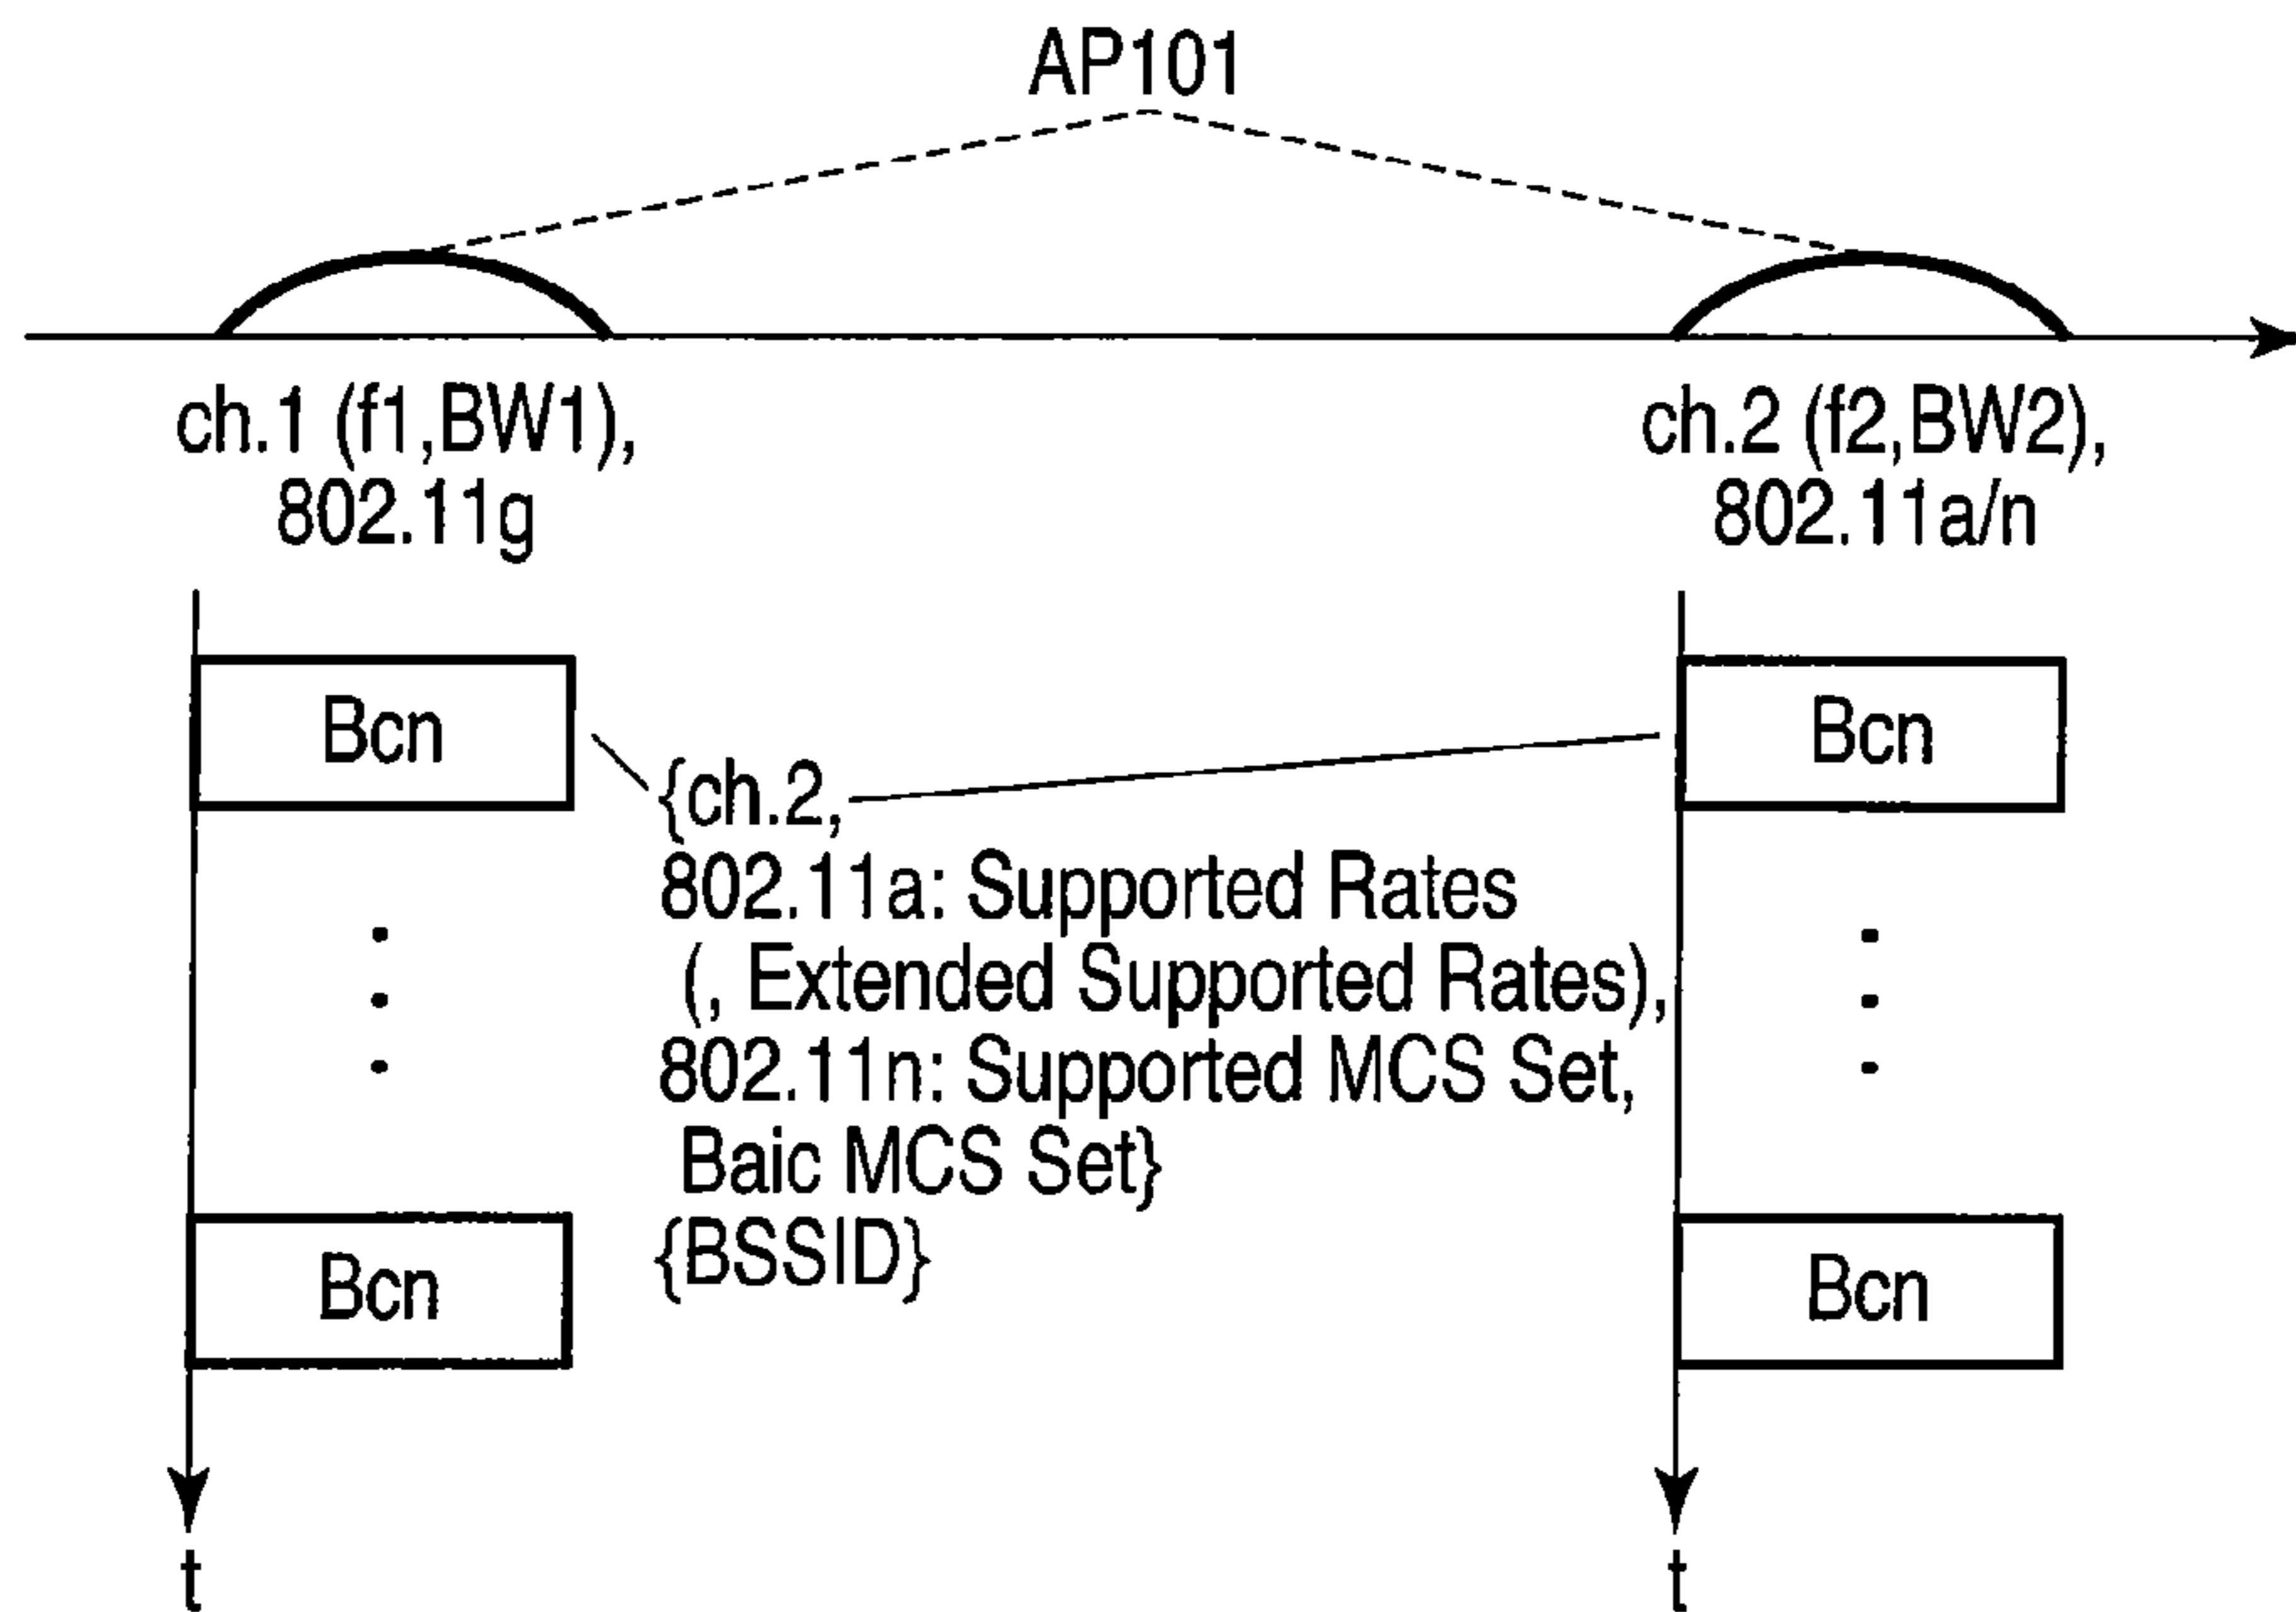 AP101
ch.1 (f1,BW1),
802.11g
ch.2 (f2,BW2),
802.11a/n
Bcn
Bcn
{ch.2,
802.11a: Supported Rates
(, Extended Supported Rates),
802.11n: Supported MCS Set,
Baic MCS Set}
{BSSID}
Bcn
Bcn
t
t